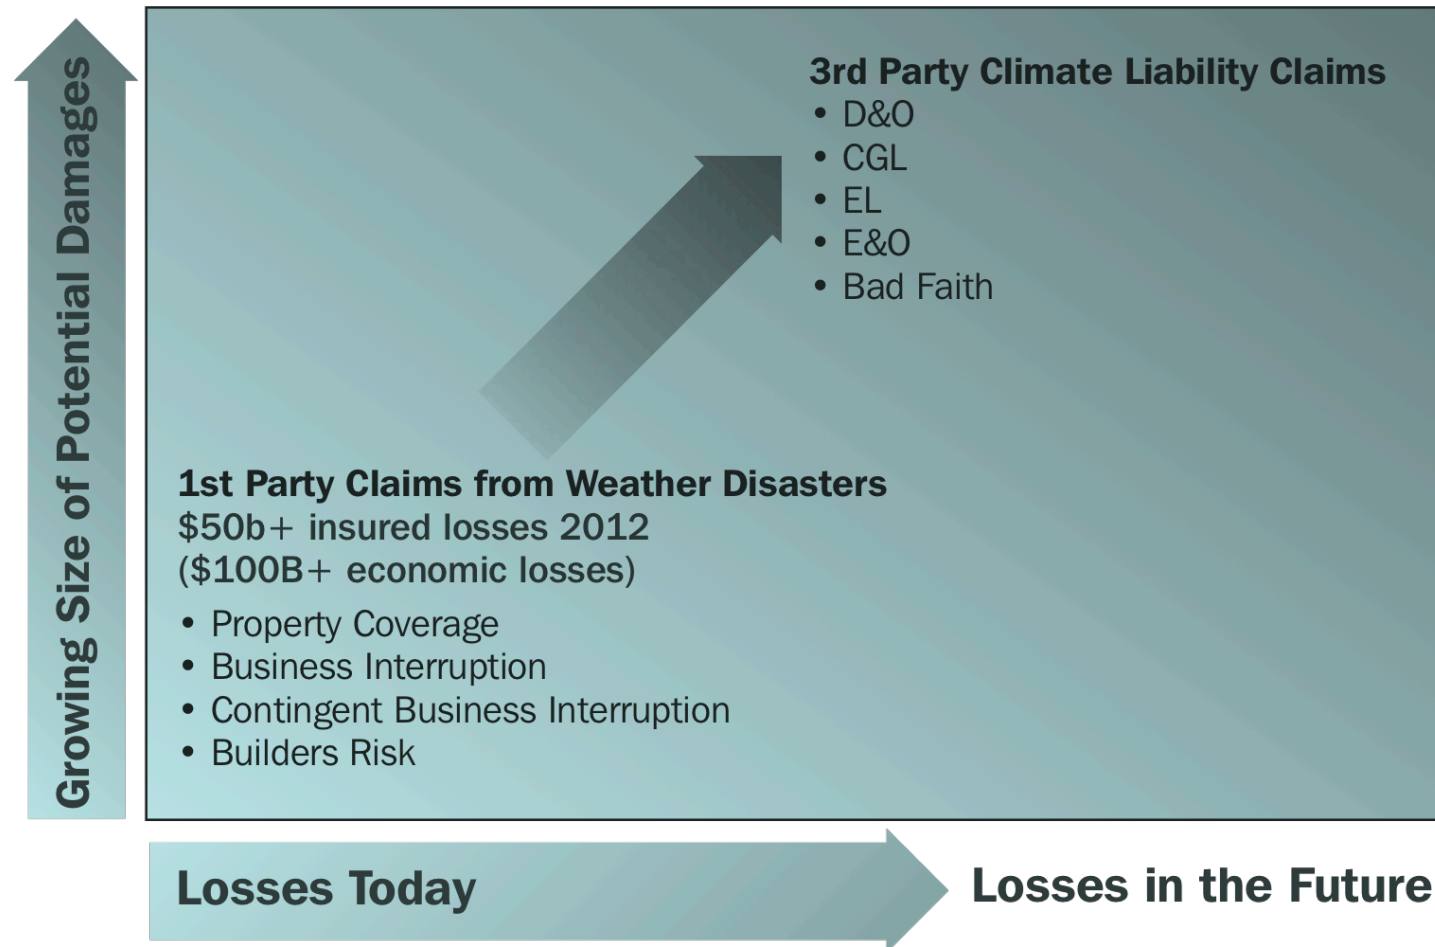 Growing Size of Potential Damages
3rd Party Climate Liability Claims
• D&O
• CGL
• EL
• E&O
• Bad Faith
1st Party Claims from Weather Disasters
$50b+ insured losses 2012
($100B+ economic losses)
• Property Coverage
• Business Interruption
• Contingent Business Interruption
• Builders Risk
Losses Today
Losses in the Future